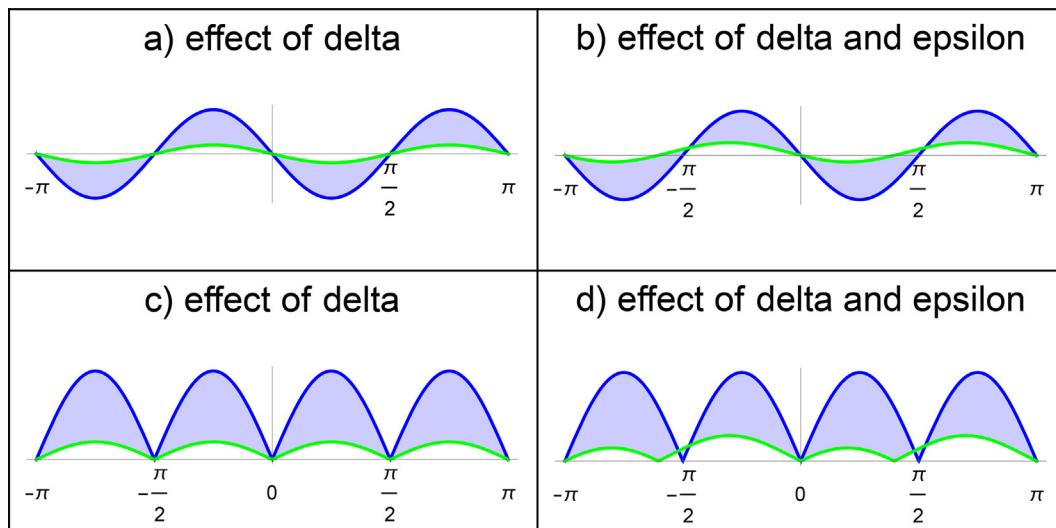 a) effect of delta
−π
π
2
π
b) effect of delta and epsilon
−π
−π
2
π
2
π
c) effect of delta
−π
−π
2
0
π
2
π
d) effect of delta and epsilon
−π
−π
2
0
π
2
π